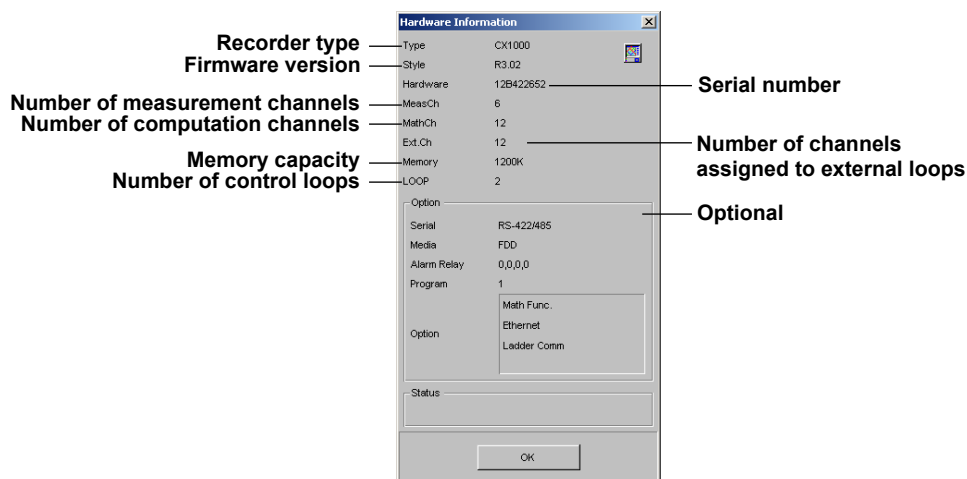 Hardware Information
Recorder type
Type CX1000
Firmware version
Style R3.02
Hardware 12B422652
Serial number
Number of measurement channels
MeasCh 6
Number of computation channels
MathCh 12
Ext.Ch 12
Number of channels
assigned to external loops
Memory capacity
Memory 1200K
Number of control loops
LOOP 2
Option
Optional
Serial RS-422/485
Media FDD
Alarm Relay 0,0,0,0
Program 1
Option
Math Func.
Ethernet
Ladder Comm
Status
OK